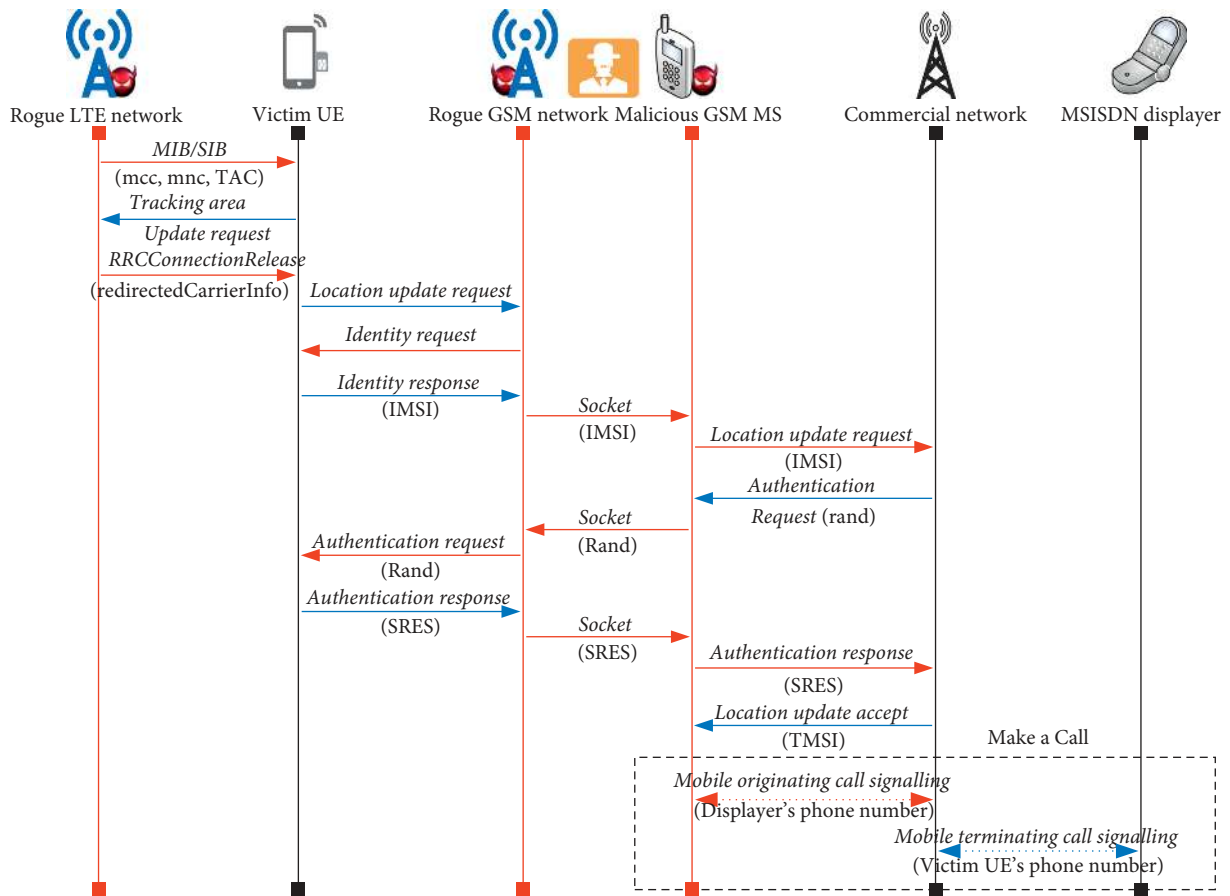 Rogue LTE network
Victim UE
Rogue GSM network
Malicious GSM MS
Commercial network
MSISDN displayer
MIB/SIB
(mcc, mnc, TAC)
Tracking area
Update request
RRCConnectionRelease
(redirectedCarrierInfo)
Location update request
Identity request
Identity response
(IMSI)
Socket
(IMSI)
Location update request
(IMSI)
Authentication
Request (rand)
Socket
(Rand)
Authentication request
(Rand)
Authentication response
(SRES)
Socket
(SRES)
Authentication response
(SRES)
Location update accept
(TMSI)
Make a Call
Mobile originating call signalling
(Displayer's phone number)
Mobile terminating call signalling
(Victim UE's phone number)